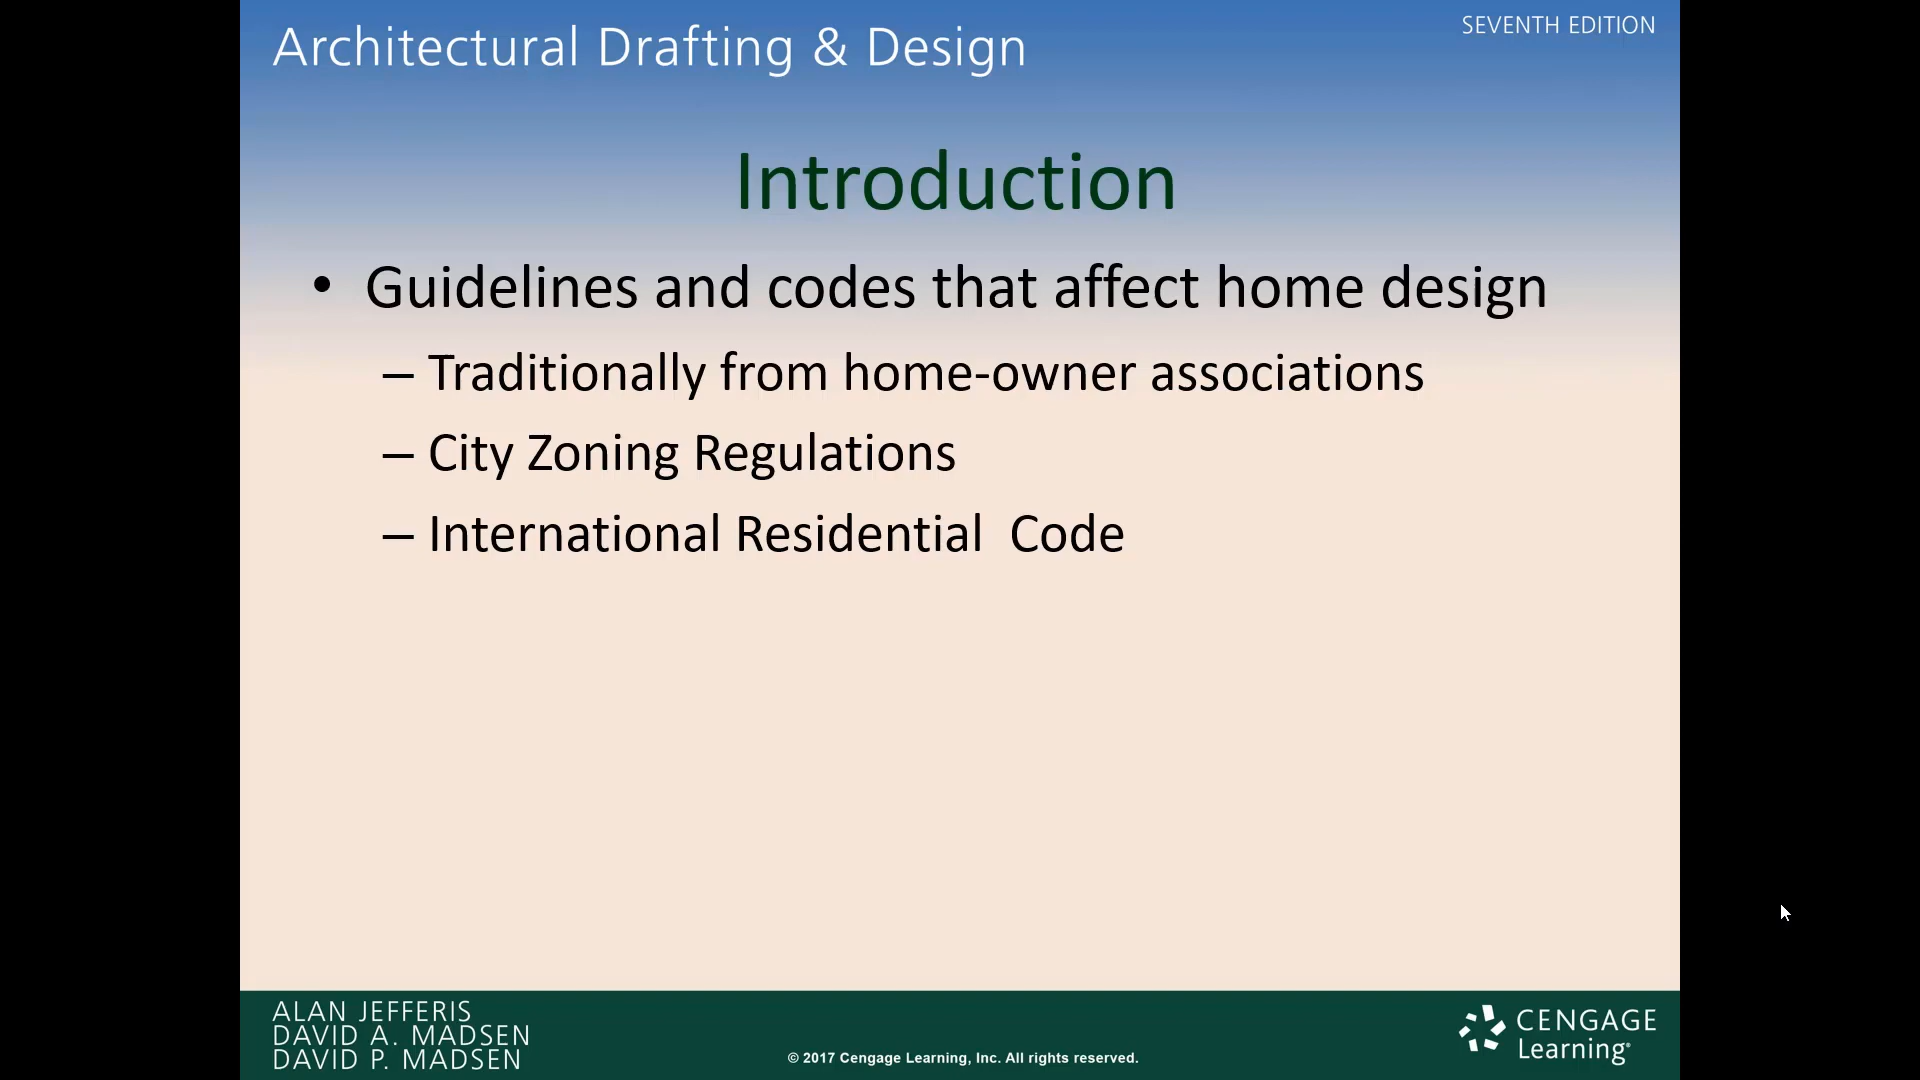 Architectural Drafting & Design
SEVENTH EDITION
Introduction
• Guidelines and codes that affect home design
– Traditionally from home-owner associations
– City Zoning Regulations
– International Residential  Code
ALAN JEFFERIS
DAVID A. MADSEN
DAVID P. MADSEN
© 2017 Cengage Learning, Inc. All rights reserved.
CENGAGE
Learning®